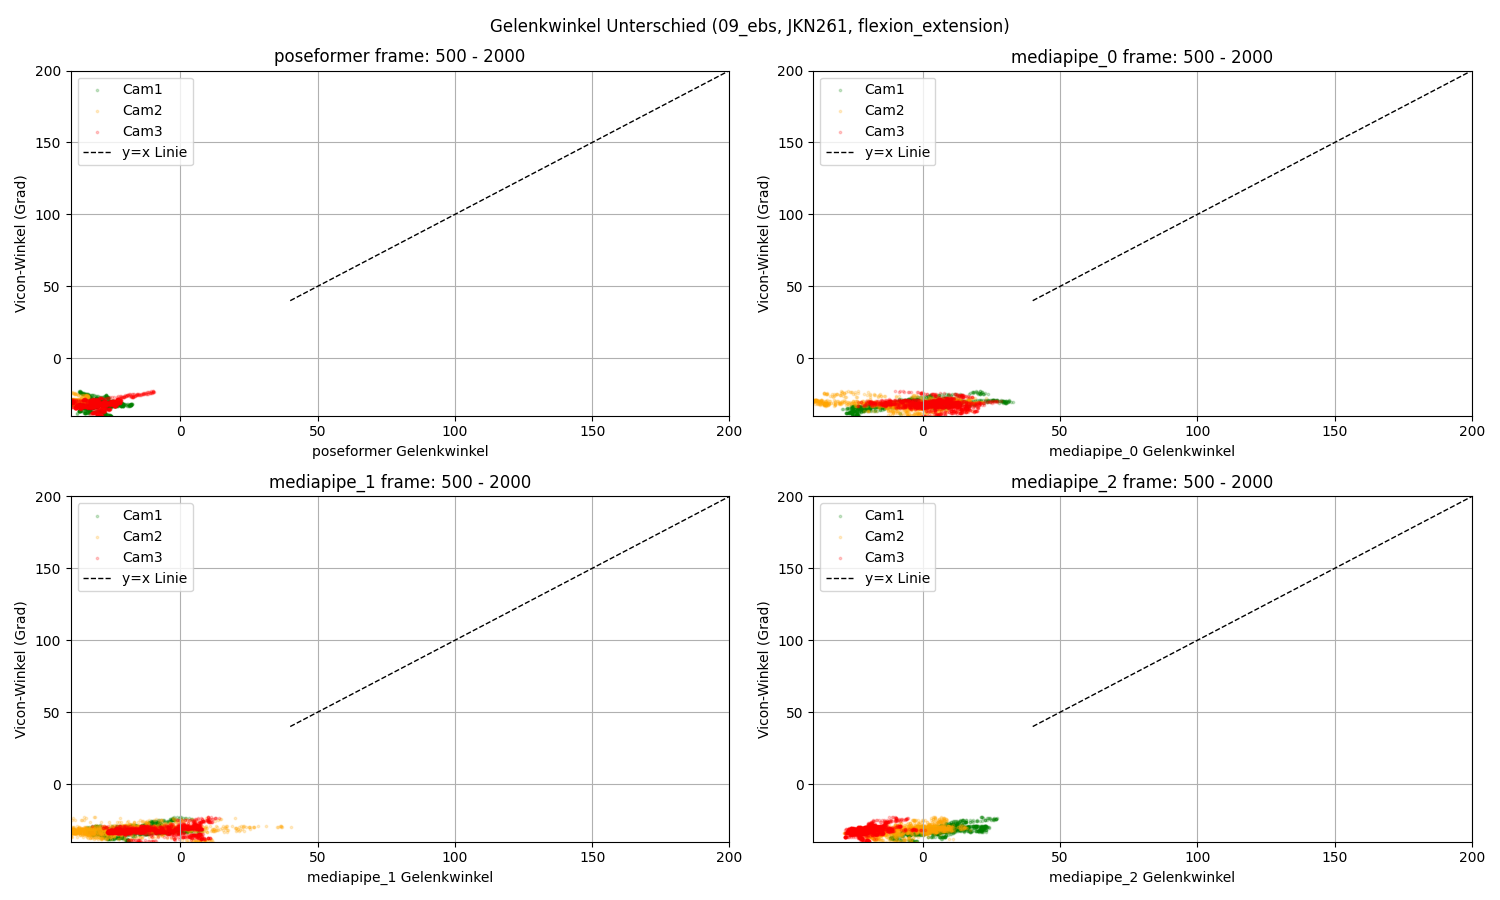 Gelenkwinkel Unterschied (09_ebs, JKN261, flexion_extension)
poseformer frame: 500 - 2000
200
150
100
50
0
Vicon-Winkel (Grad)
Cam1
Cam2
Cam3
y=x Linie
0
50
100
150
200
poseformer Gelenkwinkel
mediapipe_0 frame: 500 - 2000
200
150
100
50
0
Vicon-Winkel (Grad)
Cam1
Cam2
Cam3
y=x Linie
0
50
100
150
200
mediapipe_0 Gelenkwinkel
mediapipe_1 frame: 500 - 2000
200
150
100
50
0
Vicon-Winkel (Grad)
Cam1
Cam2
Cam3
y=x Linie
0
50
100
150
200
mediapipe_1 Gelenkwinkel
mediapipe_2 frame: 500 - 2000
200
150
100
50
0
Vicon-Winkel (Grad)
Cam1
Cam2
Cam3
y=x Linie
0
50
100
150
200
mediapipe_2 Gelenkwinkel